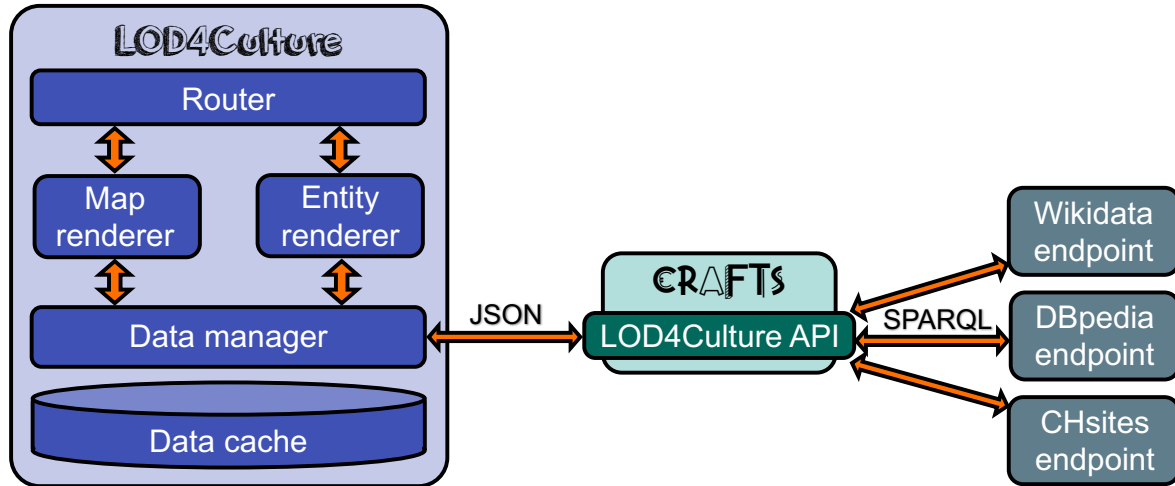 LOD4Culture
Router
Map
renderer
Entity
renderer
Data manager
Data cache
JSON
CRAFTS
LOD4Culture API
SPARQL
Wikidata
endpoint
DBpedia
endpoint
CHsites
endpoint